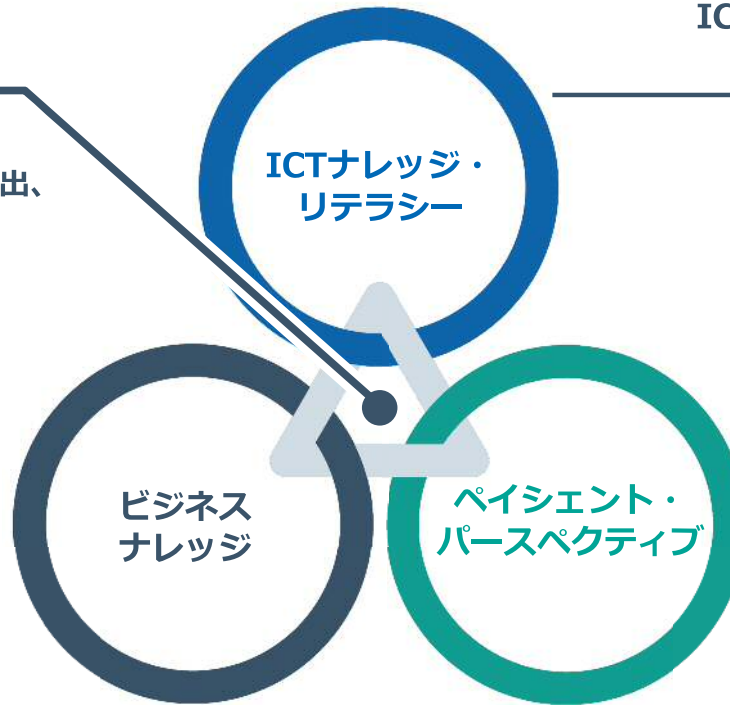 IC
出、
ICTナレッジ・
リテラシー
ビジネス
ナレッジ
ペイシェント・
パースペクティブ